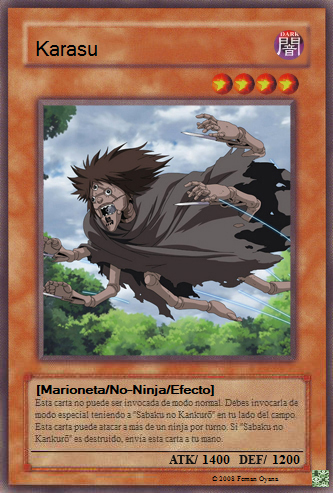 Karasu
DARK
闇
[Marioneta/No-Ninja/Efecto]
Esta carta no puede ser invocada de modo normal. Debes invocarla de
modo especial teniendo a "Sabaku no Kankurō" en tu lado del campo.
Esta carta puede atacar a más de un ninja por turno. Si "Sabaku no
Kankurō" es destruido, envía esta carta a tu mano.
ATK/ 1400 DEF/ 1200
©2008 Fernan Oyana